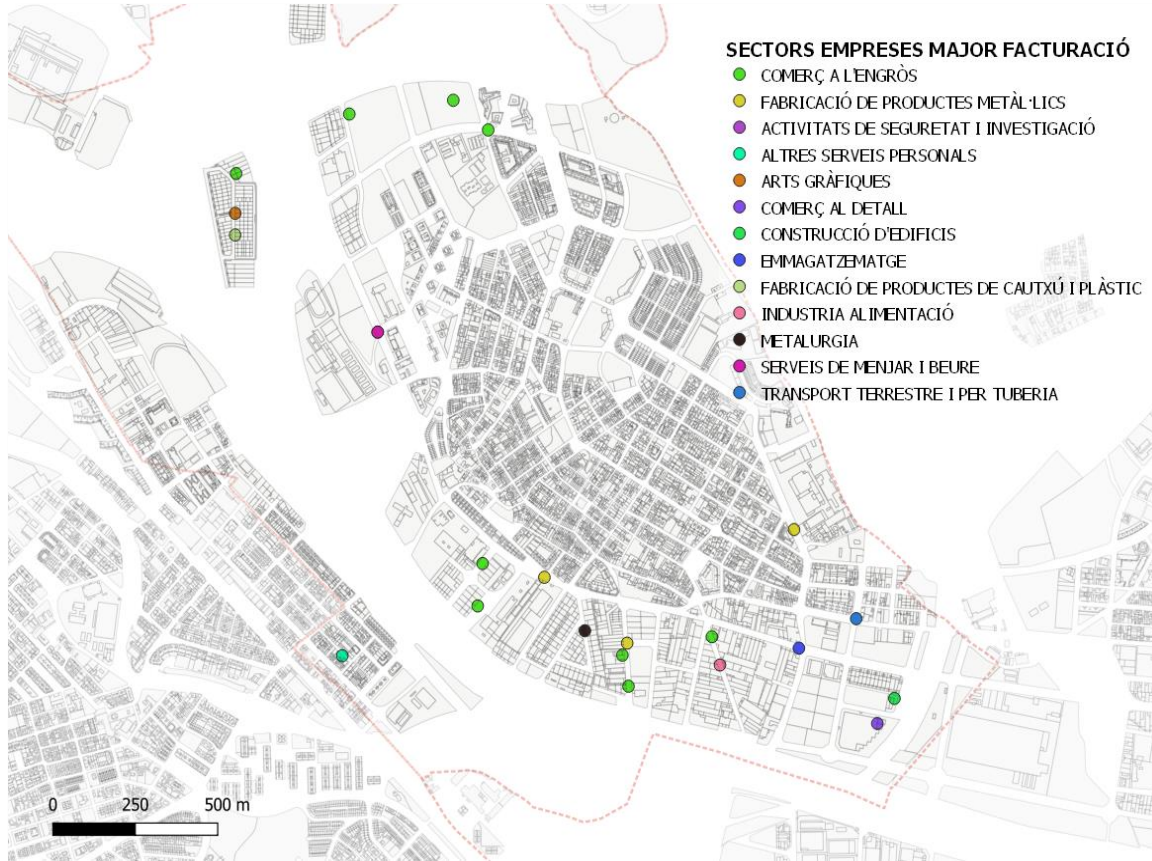 SECTORS EMPRESES MAJOR FACTURACIÓ
COMERÇ A L'ENGRÒS
FABRICACIÓ DE PRODUCTES METÀL·LICS
ACTIVITATS DE SEGURETAT I INVESTIGACIÓ
ALTRES SERVEIS PERSONALS
ARTS GRÀFIQUES
COMERÇ AL DETALL
CONSTRUCCIÓ D'EDIFICIS
EMMAGATZEMATGE
FABRICACIÓ DE PRODUCTES DE CAUTXÚ I PLÀSTIC
INDUSTRIA ALIMENTACIÓ
METALURGIA
SERVEIS DE MENJAR I BEURE
TRANSPORT TERRESTRE I PER TUBERIA
0 250 500 m